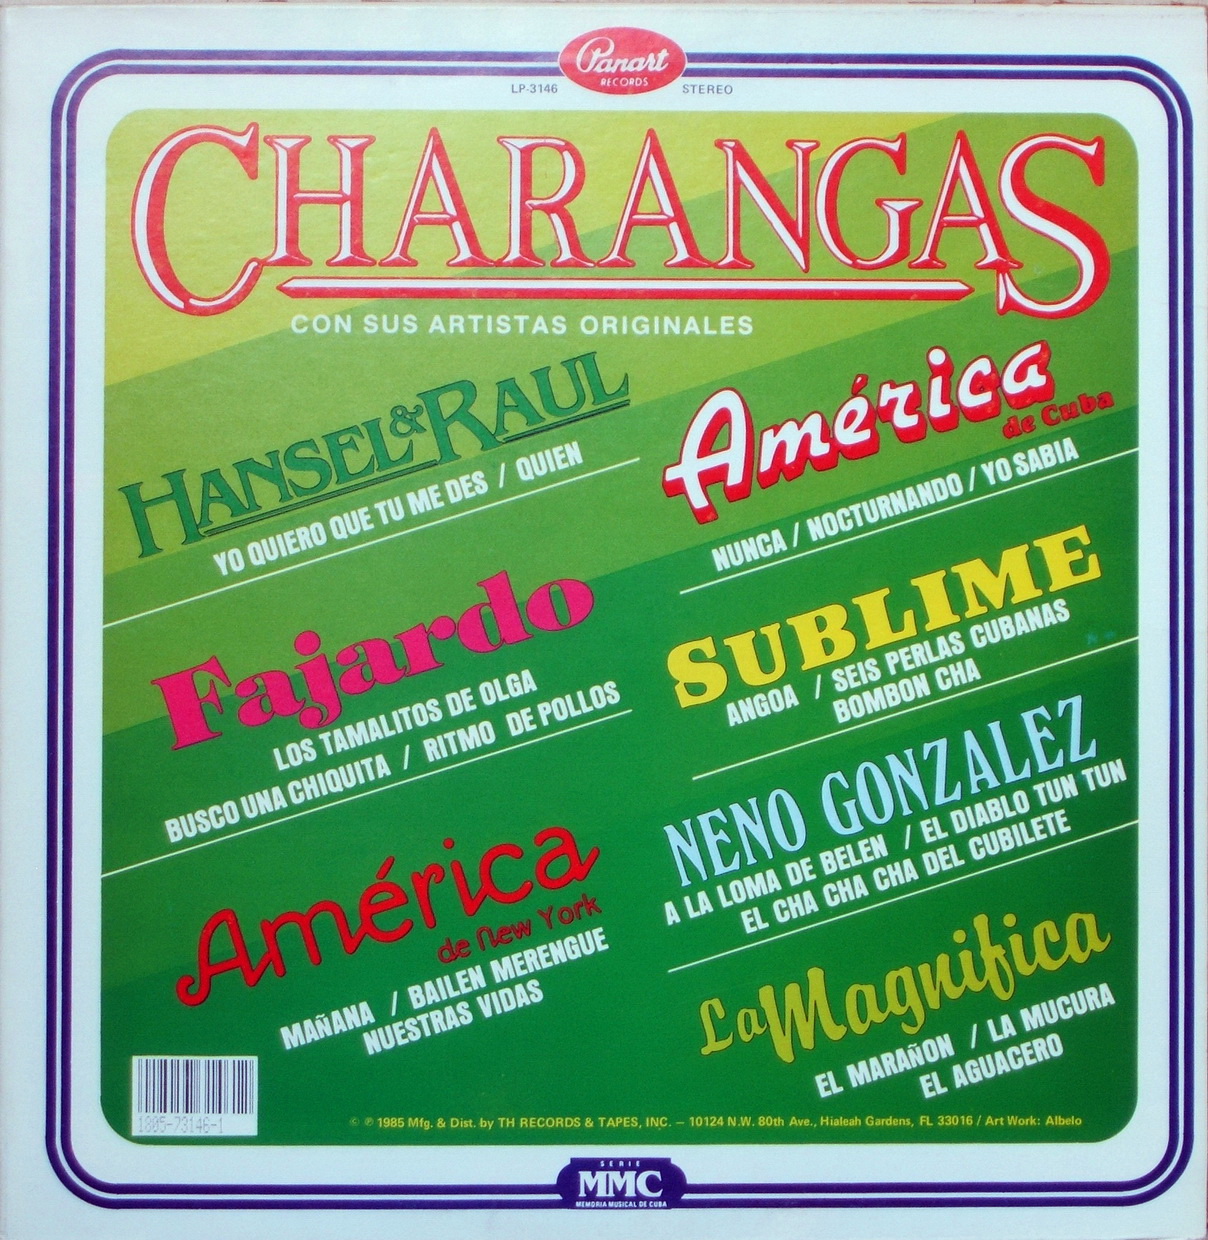 Panart
RECORDS
LP-3146 STEREO
CHARANGAS
CON SUS ARTISTAS ORIGINALES
HANSEL & RAUL
YO QUIERO QUE TU ME DES / QUIEN
América
de Cuba
NUNCA / NOCTURNANDO / YO SABIA
Fajardo
LOS TAMALITOS DE OLGA
BUSCO UNA CHIQUITA / RITMO DE POLLOS
SUBLIME
ANGOA / SEIS PERLAS CUBANAS
BOMBON CHA
NENO GONZALEZ
A LA LOMA DE BELEN / EL DIABLO TUN TUN
EL CHA CHA CHA DEL CUBILETE
América
de New York
MAÑANA / BAILEN MERENGUE
NUESTRAS VIDAS
La Magnifica
EL MARAÑON / LA MUCURA
EL AGUACERO
1805-73146-1
© ℗ 1985 Mfg. & Dist. by TH RECORDS & TAPES, INC. — 10124 N.W. 80th Ave., Hialeah Gardens, FL 33016 / Art Work: Albelo
SERIE
MMC
MEMORIA MUSICAL DE CUBA